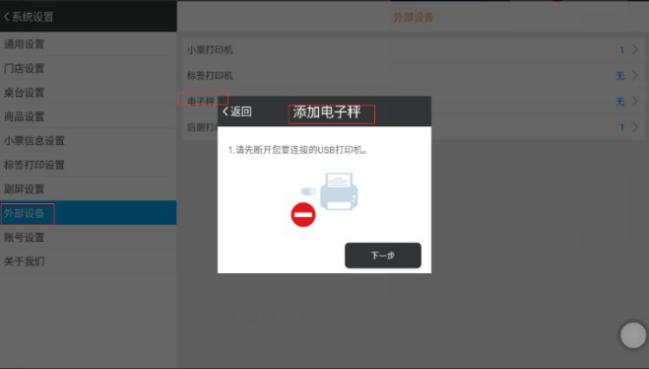 系统设置
外部设备
通用设置
门店设置
桌台设置
商品设置
小票信息设置
标签打印设置
副屏设置
外部设备
账号设置
关于我们
小票打印机 1
标签打印机 无
电子秤 无
后厨打 1
返回 添加电子秤
1.请先断开您要连接的USB打印机。
下一步